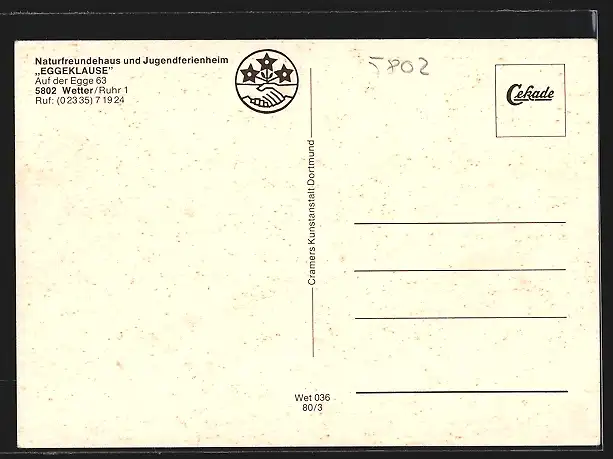 Naturfreundehaus und Jugendferienheim
„EGGEKLAUSE"
Auf der Egge 63
5802 Wetter/Ruhr 1
Ruf: (0 23 35) 7 19 24
5802
Cekade
Cramers Kunstanstalt Dortmund
Wet 036
80/3